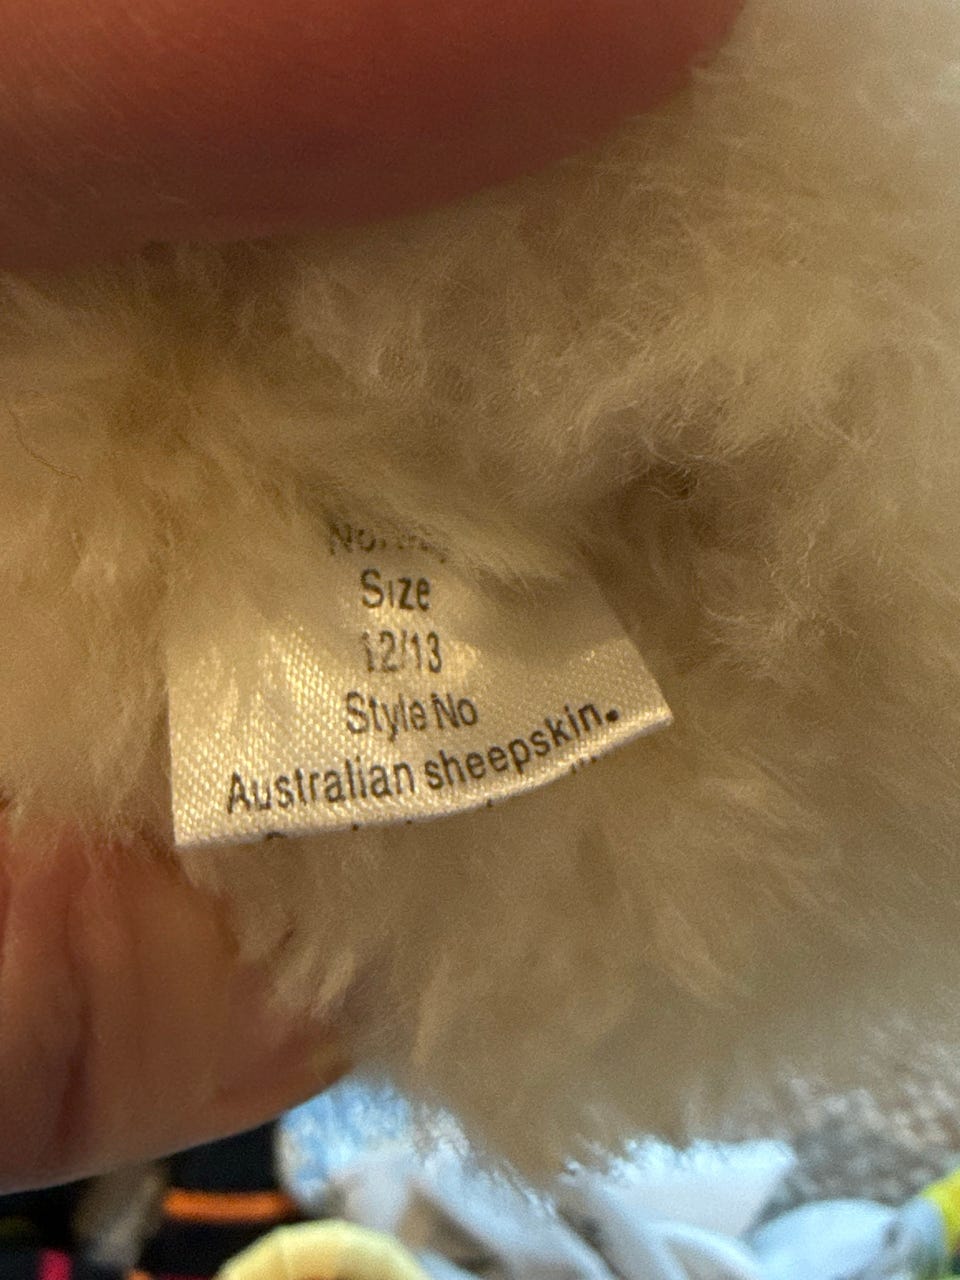 Size
12/13
Style No
Australian sheepskin.